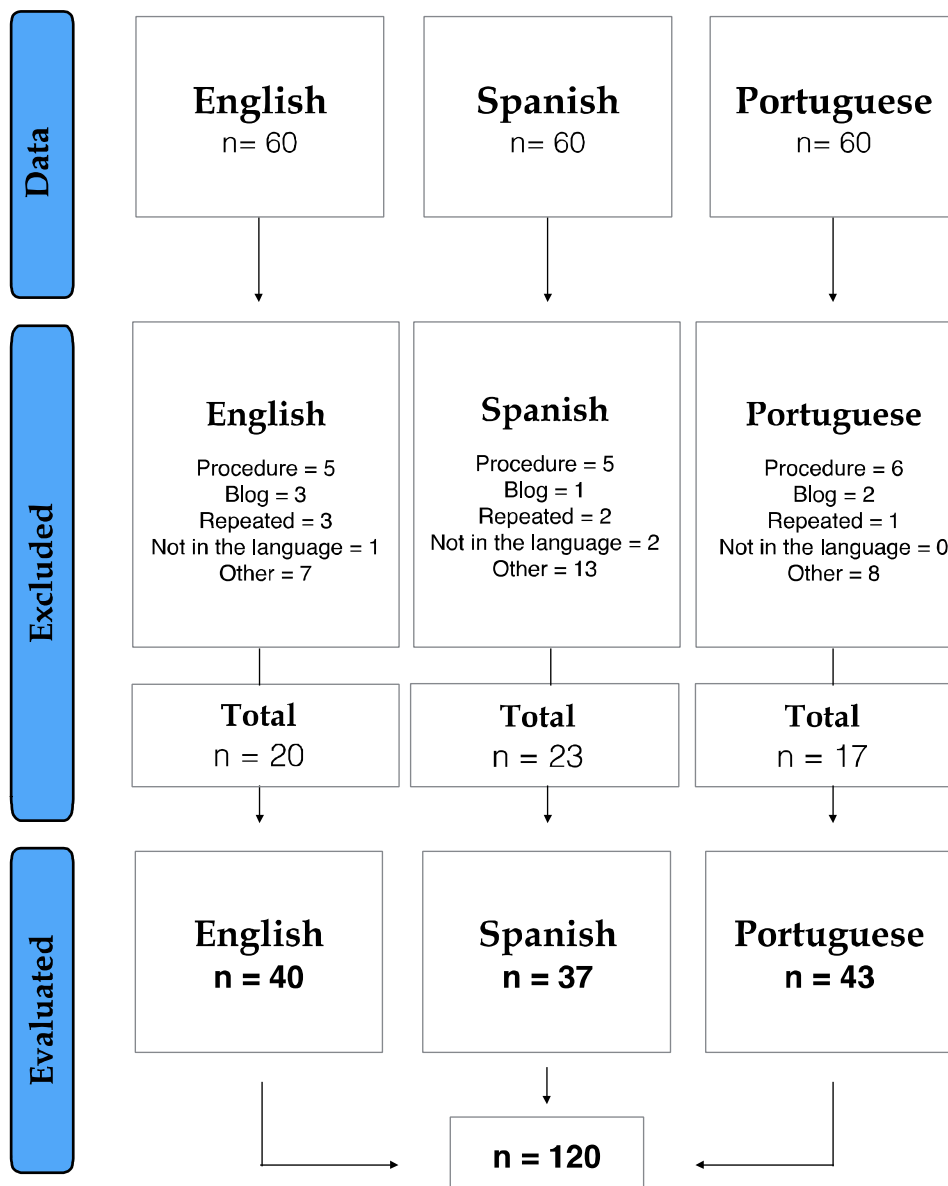 Data
English
n= 60
Spanish
n= 60
Portuguese
n= 60
Excluded
English
Procedure = 5
Blog = 3
Repeated = 3
Not in the language = 1
Other = 7
Spanish
Procedure = 5
Blog = 1
Repeated = 2
Not in the language = 2
Other = 13
Portuguese
Procedure = 6
Blog = 2
Repeated = 1
Not in the language = 0
Other = 8
Total
n = 20
Total
n = 23
Total
n = 17
Evaluated
English
n = 40
Spanish
n = 37
Portuguese
n = 43
n = 120